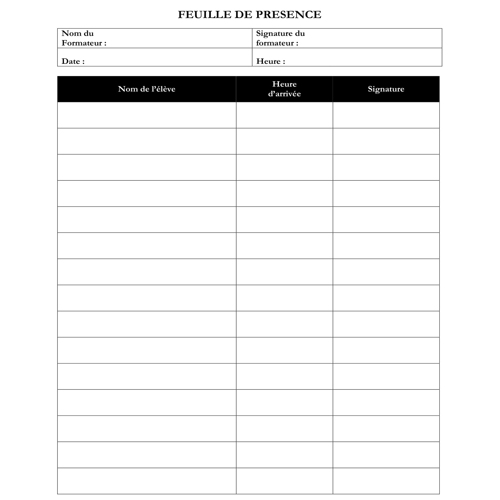 FEUILLE DE PRESENCE
Nom du
Formateur :
Signature du
formateur :
Date :
Heure :
Nom de l'élève
Heure
d'arrivée
Signature